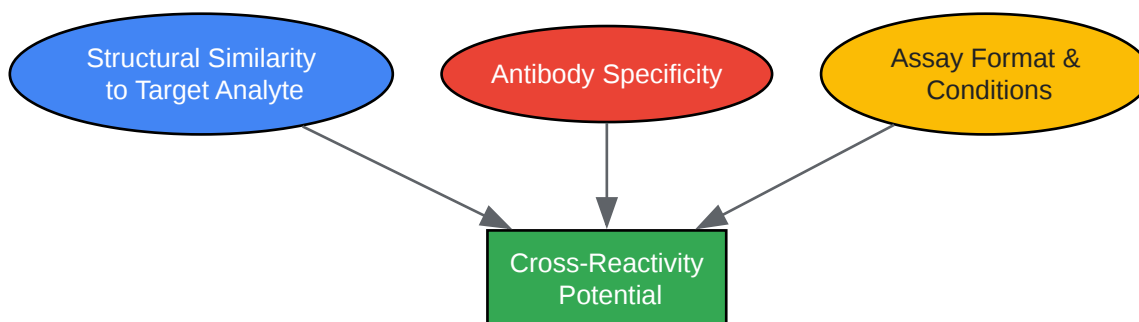 Structural Similarity
to Target Analyte
Antibody Specificity
Assay Format &
Conditions
Cross-Reactivity
Potential